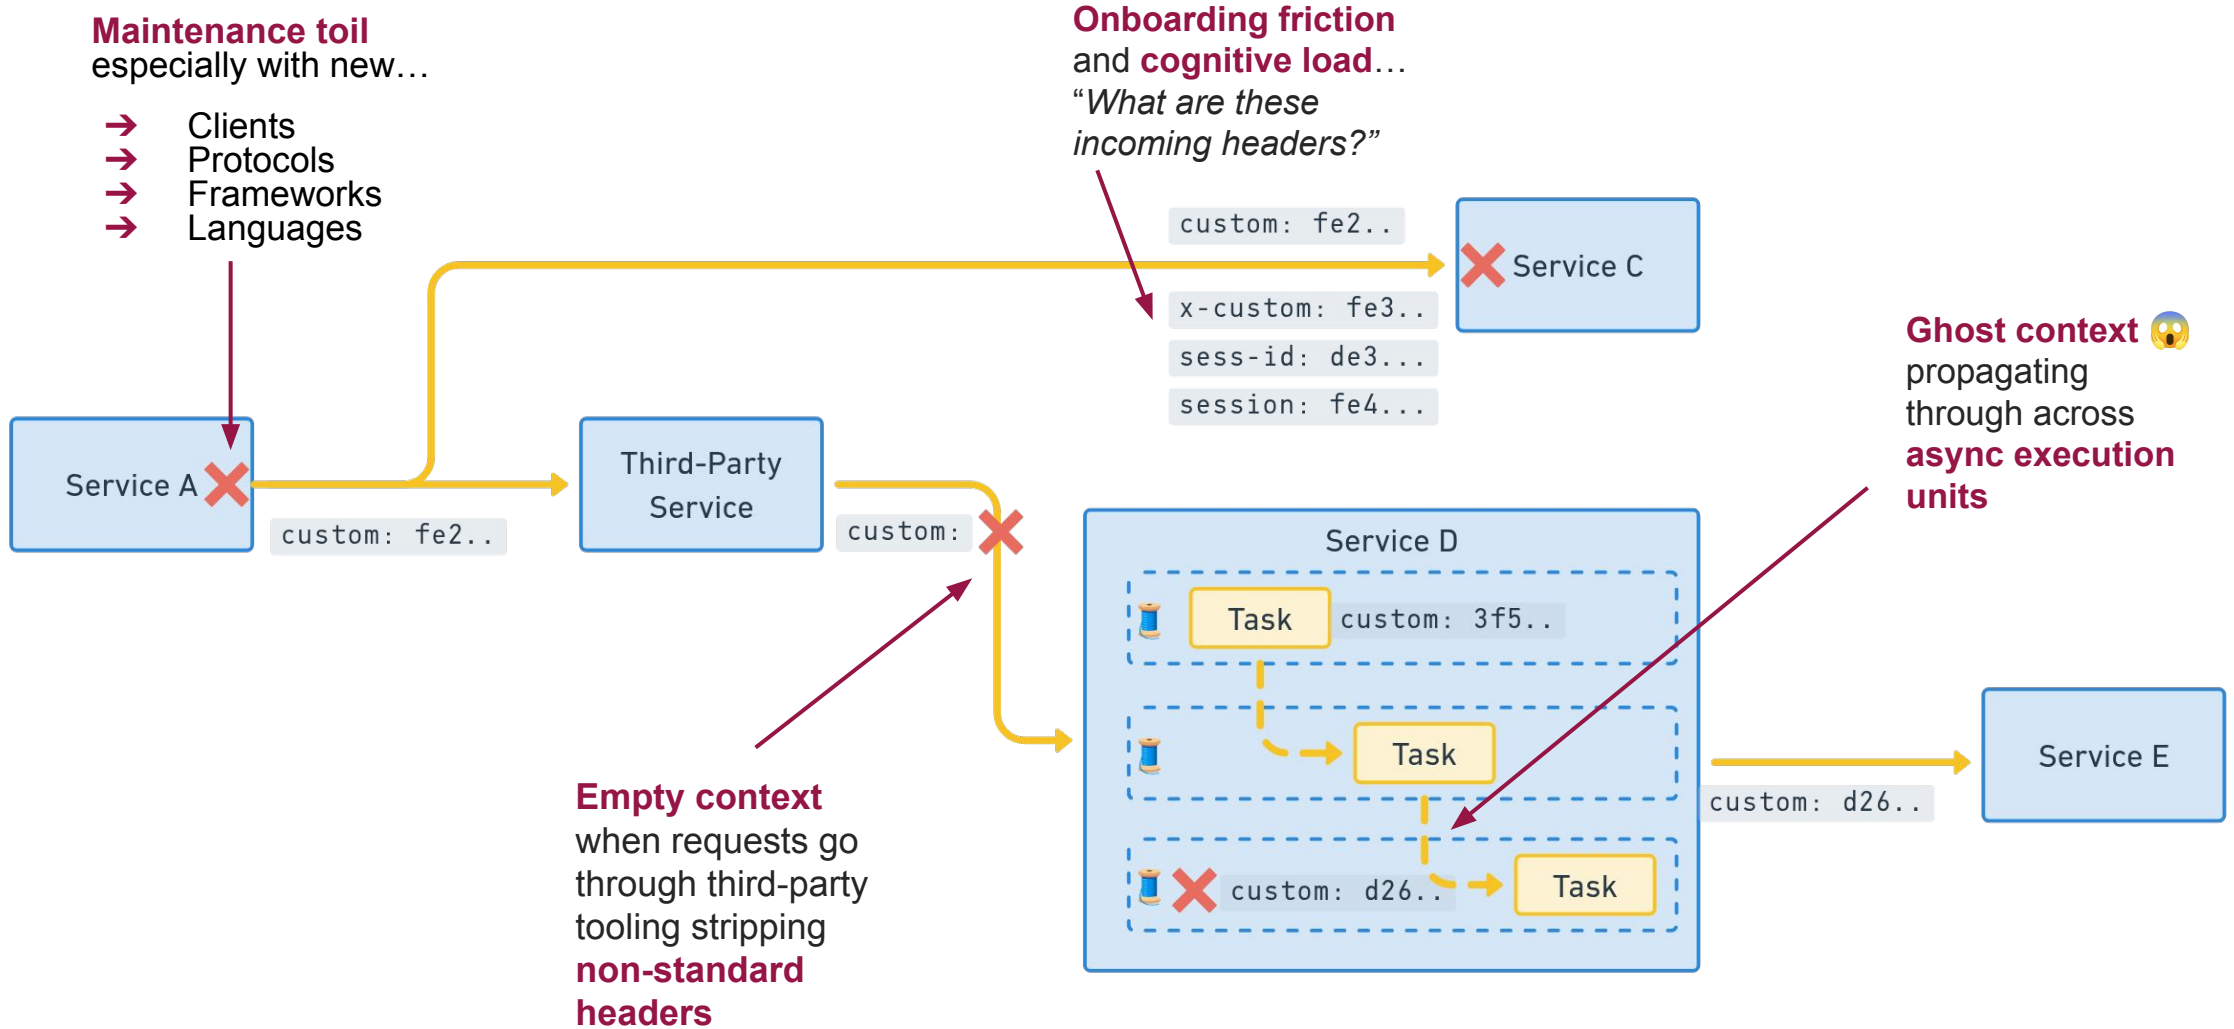 Maintenance toil
especially with new…
➔ Clients
➔ Protocols
➔ Frameworks
➔ Languages
Onboarding friction
and cognitive load…
“What are these
incoming headers?”
custom: fe2..
Service C
x-custom: fe3..
sess-id: de3...
session: fe4...
Ghost context 😱
propagating
through across
async execution
units
Service A
custom: fe2..
Third-Party
Service
custom:
Empty context
when requests go
through third-party
tooling stripping
non-standard
headers
Service D
Task
custom: 3f5..
Task
custom: d26..
Task
custom: d26..
Service E